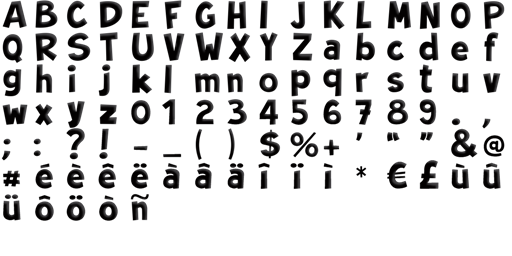 A B C D E F G H I J K L M N O P
Q R S T U V W X Y Z a b c d e f
g h i j k l m n o p q r s t u v
w x y z 0 1 2 3 4 5 6 7 8 9 . ,
; : ? ! - _ ( ) $ % + ' “ ” & @
# é è ê ë à â ä î ï ì * € £ ù û
ü ô ö ò ñ